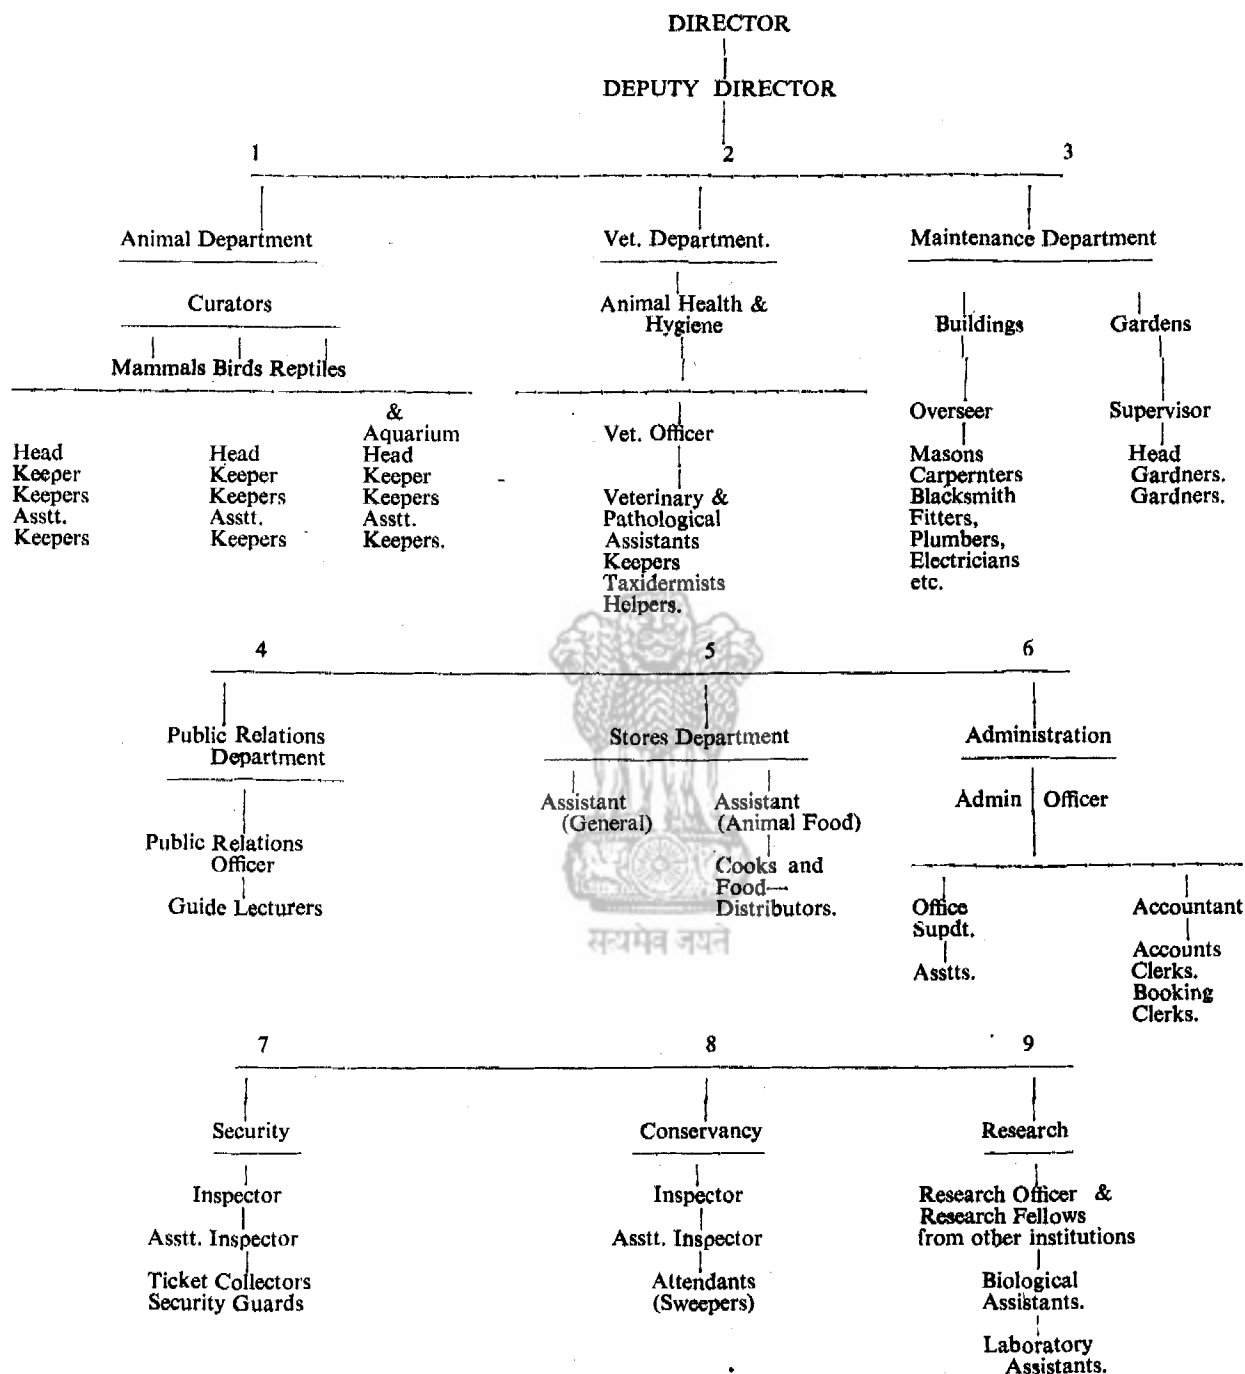 DIRECTOR
DEPUTY DIRECTOR
1 2 3
Animal Department
Curators
Mammals Birds Reptiles
& Aquarium
Head
Keeper
Keepers
Asstt.
Keepers
Head
Keeper
Keepers
Asstt.
Keepers
Head
Keeper
Keepers
Asstt.
Keepers.
Vet. Department.
Animal Health &
Hygiene
Vet. Officer
Veterinary &
Pathological
Assistants
Keepers
Taxidermists
Helpers.
Maintenance Department
Buildings
Overseer
Masons
Carpernters
Blacksmith
Fitters,
Plumbers,
Electricians
etc.
Gardens
Supervisor
Head
Gardners.
Gardners.
4 5 6
Public Relations
Department
Public Relations
Officer
Guide Lecturers
Stores Department
Assistant
(General)
Assistant
(Animal Food)
Cooks and
Food—
Distributors.
Administration
Admin Officer
Office
Supdt.
Asstts.
Accountant
Accounts
Clerks.
Booking
Clerks.
सत्यमेव जयते
7 8 9
Security
Inspector
Asstt. Inspector
Ticket Collectors
Security Guards
Conservancy
Inspector
Asstt. Inspector
Attendants
(Sweepers)
Research
Research Officer &
Research Fellows
from other institutions
Biological
Assistants.
Laboratory
Assistants.